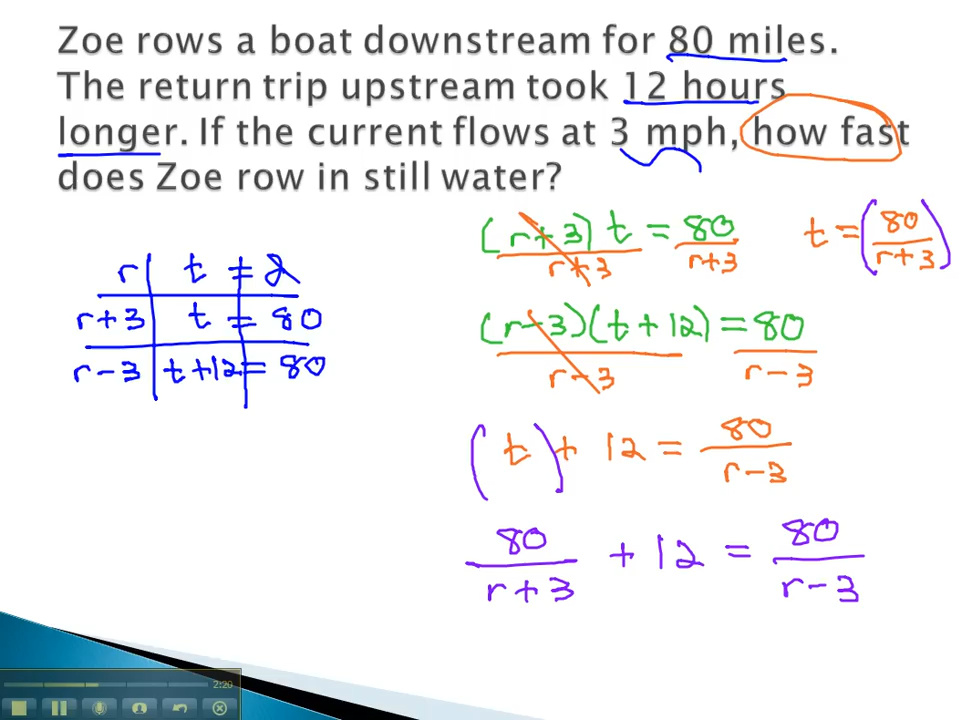 Zoe rows a boat downstream for 80 miles.
The return trip upstream took 12 hours
longer. If the current flows at 3 mph, how fast
does Zoe row in still water?
r t = d
r+3 t = 80
r-3 t+12 = 80
(r+3) t = 80
r+3 r+3
t = (80/r+3)
(r-3)(t+12) = 80
r-3 r-3
(t) + 12 = 80/r-3
80/r+3 + 12 = 80/r-3
2:20